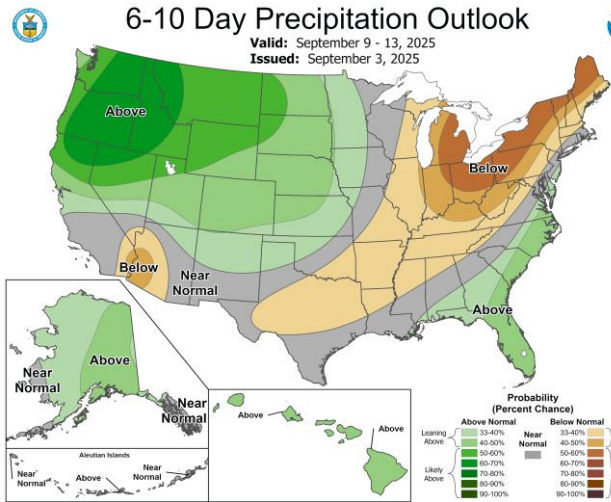 6-10 Day Precipitation Outlook
Valid: September 9 - 13, 2025
Issued: September 3, 2025
Above
Below
Below
Near
Normal
Above
Near
Normal
Above
Near
Normal
Aleutian Islands
Near
Normal
Above
Near
Normal
Above
Above
Probability
(Percent Chance)
Above Normal
Below Normal
Leaning
Above
Likely
Above
33-40%
40-50%
50-60%
60-70%
70-80%
80-90%
90-100%
Near
Normal
33-40%
40-50%
50-60%
60-70%
70-80%
80-90%
90-100%